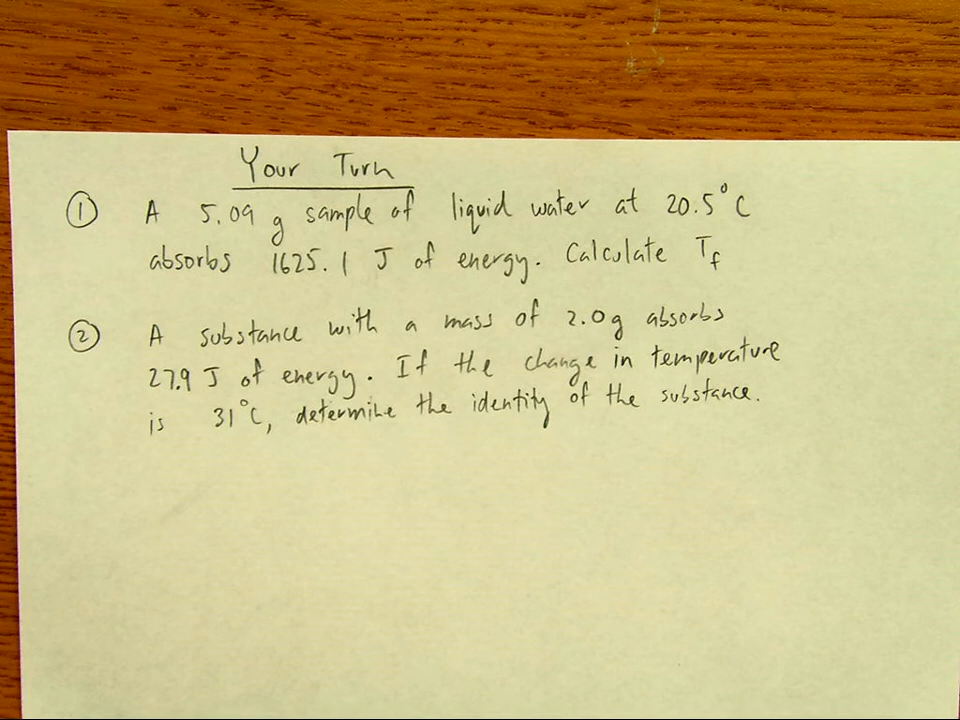 Your Turn
① A 5.09 g sample of liquid water at 20.5°C
absorbs 1625.1 J of energy. Calculate Tf
② A substance with a mass of 2.0g absorbs
27.9 J of energy. If the change in temperature
is 31°C, determine the identity of the substance.